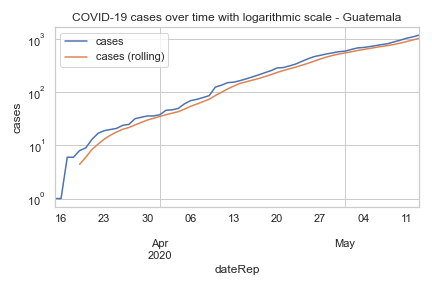 COVID-19 cases over time with logarithmic scale - Guatemala
cases
cases (rolling)
10³
10²
10¹
10⁰
cases
16 23 30 06 13 20 27 04 11
Apr May
2020
dateRep